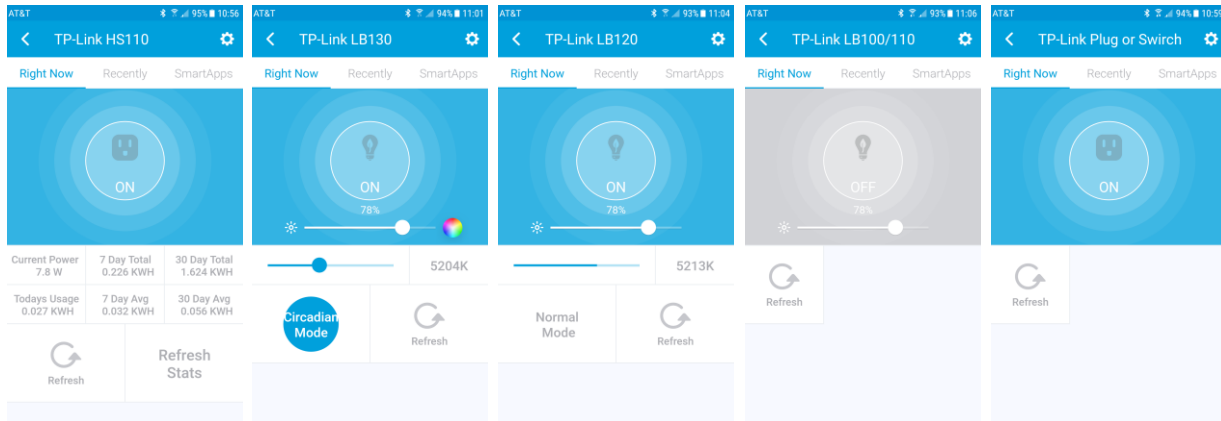 AT&T 95% 10:56
TP-Link HS110
Right Now Recently SmartApps
ON
Current Power 7 Day Total 30 Day Total
7.8 W 0.226 KWH 1.624 KWH
Todays Usage 7 Day Avg 30 Day Avg
0.027 KWH 0.032 KWH 0.056 KWH
Refresh
Refresh
Stats
AT&T 94% 11:01
TP-Link LB130
Right Now Recently SmartApps
ON
78%
5204K
Circadian
Mode
Refresh
AT&T 93% 11:04
TP-Link LB120
Right Now Recently SmartApps
ON
78%
5213K
Normal
Mode
Refresh
AT&T 93% 11:06
TP-Link LB100/110
Right Now Recently SmartApps
OFF
78%
Refresh
AT&T 94% 10:59
TP-Link Plug or Swirch
Right Now Recently SmartApps
ON
Refresh